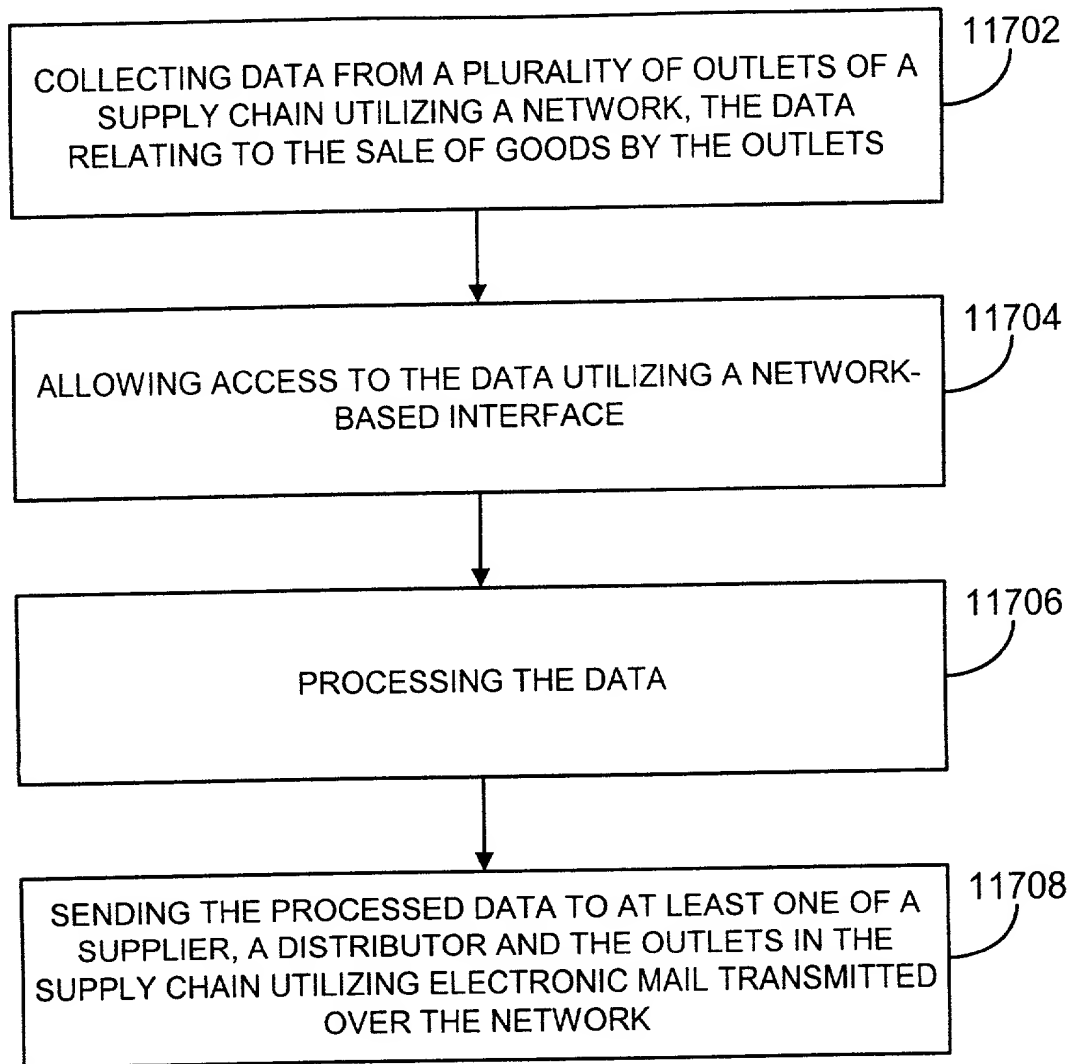 11702
COLLECTING DATA FROM A PLURALITY OF OUTLETS OF A
SUPPLY CHAIN UTILIZING A NETWORK, THE DATA
RELATING TO THE SALE OF GOODS BY THE OUTLETS
11704
ALLOWING ACCESS TO THE DATA UTILIZING A NETWORK-
BASED INTERFACE
11706
PROCESSING THE DATA
11708
SENDING THE PROCESSED DATA TO AT LEAST ONE OF A
SUPPLIER, A DISTRIBUTOR AND THE OUTLETS IN THE
SUPPLY CHAIN UTILIZING ELECTRONIC MAIL TRANSMITTED
OVER THE NETWORK